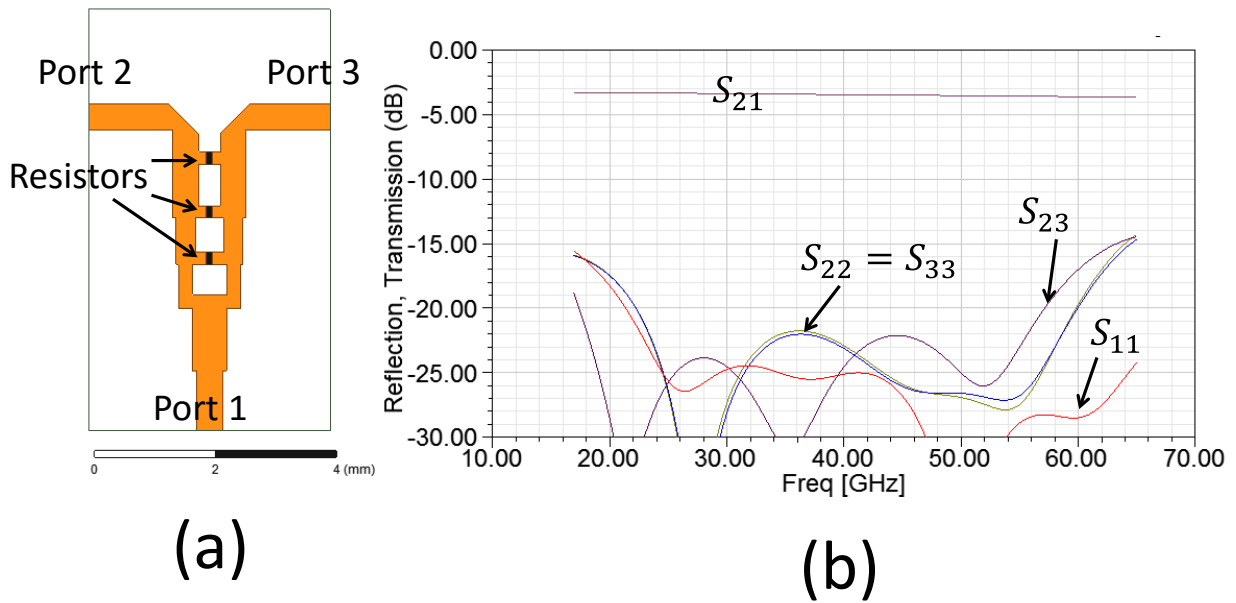 Port 2 Port 3
Resistors
Port 1
0 2 4 (mm)
(a)
Reflection, Transmission (dB)
0.00
-5.00
-10.00
-15.00
-20.00
-25.00
-30.00
S₂₁
S₂₃
S₂₂ = S₃₃
S₁₁
10.00 20.00 30.00 40.00 50.00 60.00 70.00
Freq [GHz]
(b)